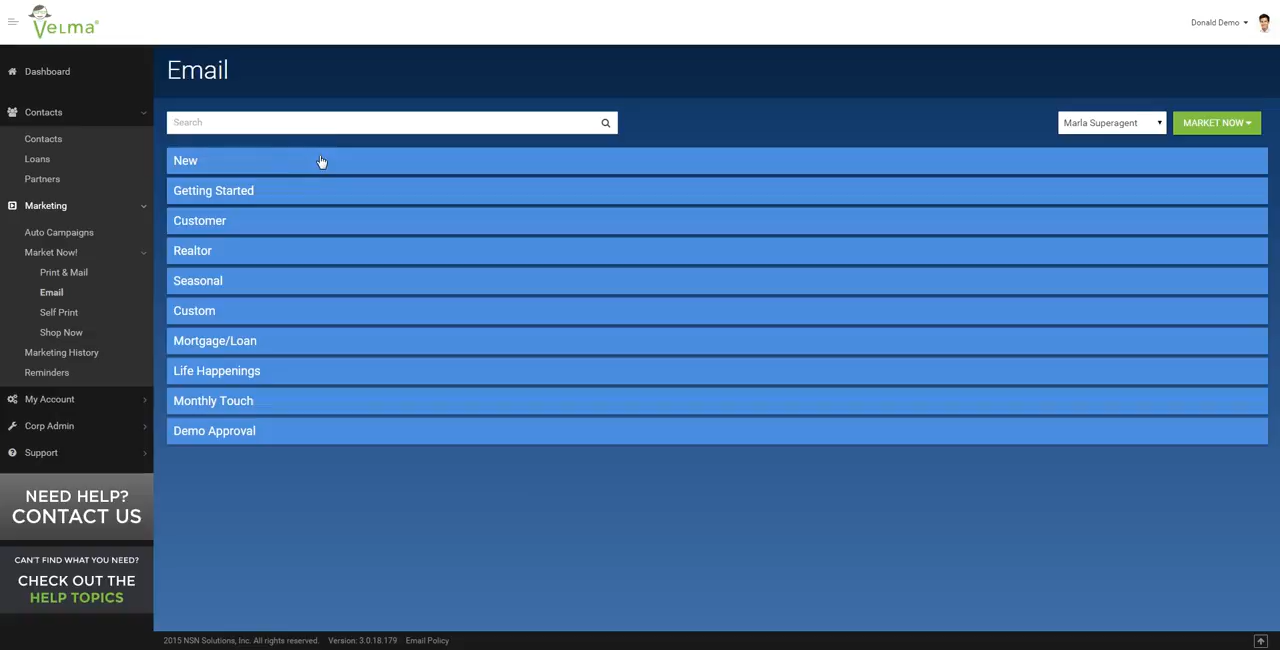 VELMA®
Donald Demo
Dashboard
Contacts
Contacts
Loans
Partners
Marketing
Auto Campaigns
Market Now!
Print & Mail
Email
Self Print
Shop Now
Marketing History
Reminders
My Account
Corp Admin
Support
NEED HELP?
CONTACT US
CAN'T FIND WHAT YOU NEED?
CHECK OUT THE
HELP TOPICS
Email
Search
Marla Superagent
MARKET NOW
New
Getting Started
Customer
Realtor
Seasonal
Custom
Mortgage/Loan
Life Happenings
Monthly Touch
Demo Approval
2015 NSN Solutions, Inc. All rights reserved. Version: 3.0.18.179 Email Policy